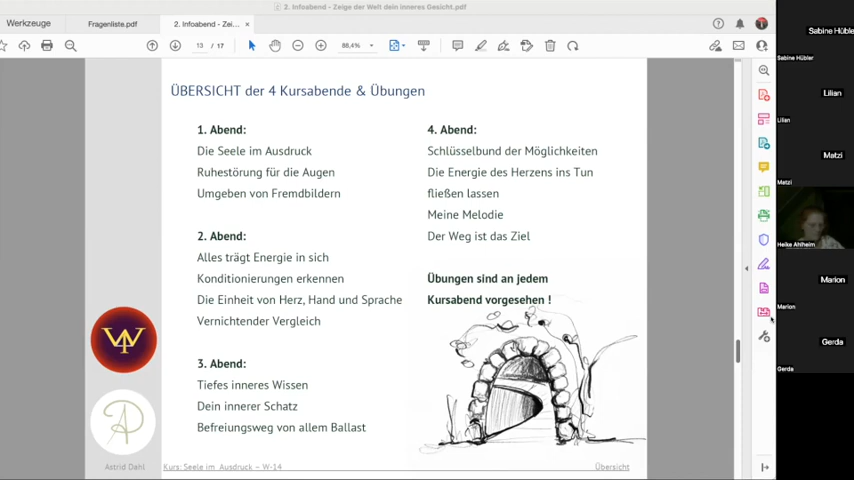 2. Infoabend - Zeige der Welt dein inneres Gesicht.pdf
Werkzeuge
Fragenliste.pdf
2. Infoabend - Zei... ×
13 / 17
88,4%
ÜBERSICHT der 4 Kursabende & Übungen
1. Abend:
Die Seele im Ausdruck
Ruhestörung für die Augen
Umgeben von Fremdbildern
2. Abend:
Alles trägt Energie in sich
Konditionierungen erkennen
Die Einheit von Herz, Hand und Sprache
Vernichtender Vergleich
3. Abend:
Tiefes inneres Wissen
Dein innerer Schatz
Befreiungsweg von allem Ballast
4. Abend:
Schlüsselbund der Möglichkeiten
Die Energie des Herzens ins Tun
fließen lassen
Meine Melodie
Der Weg ist das Ziel
Übungen sind an jedem
Kursabend vorgesehen !
Astrid Dahl
Kurs: Seele im Ausdruck – W-14
Übersicht
Sabine Hübler
Sabine Hübler
Lilian
Lilian
Matzi
Matzi
Heike Ahlheim
Marion
Marion
Gerda
Gerda